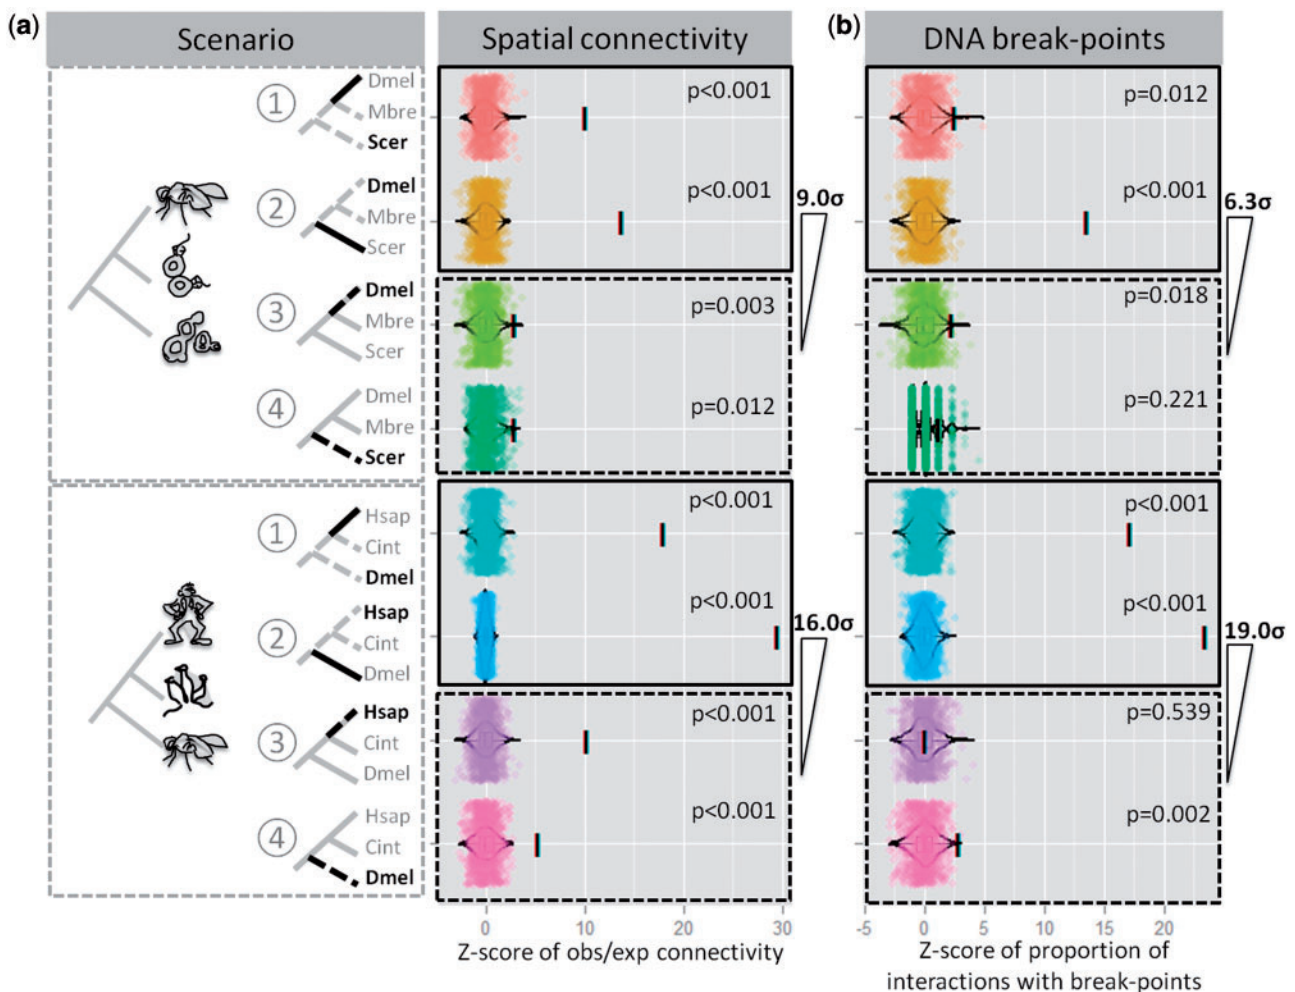 (a)
Scenario
Spatial connectivity
(b)
DNA break-points
1
Dmel
Mbre
Scer
p<0.001
p=0.012
2
Dmel
Mbre
Scer
p<0.001
9.0σ
p<0.001
6.3σ
3
Dmel
Mbre
Scer
p=0.003
p=0.018
4
Dmel
Mbre
Scer
p=0.012
p=0.221
1
Hsap
Cint
Dmel
p<0.001
p<0.001
2
Hsap
Cint
Dmel
p<0.001
16.0σ
p<0.001
19.0σ
3
Hsap
Cint
Dmel
p<0.001
p=0.539
4
Hsap
Cint
Dmel
p<0.001
p=0.002
0 10 20 30
Z-score of obs/exp connectivity
-5 0 5 10 15 20
Z-score of proportion of
interactions with break-points